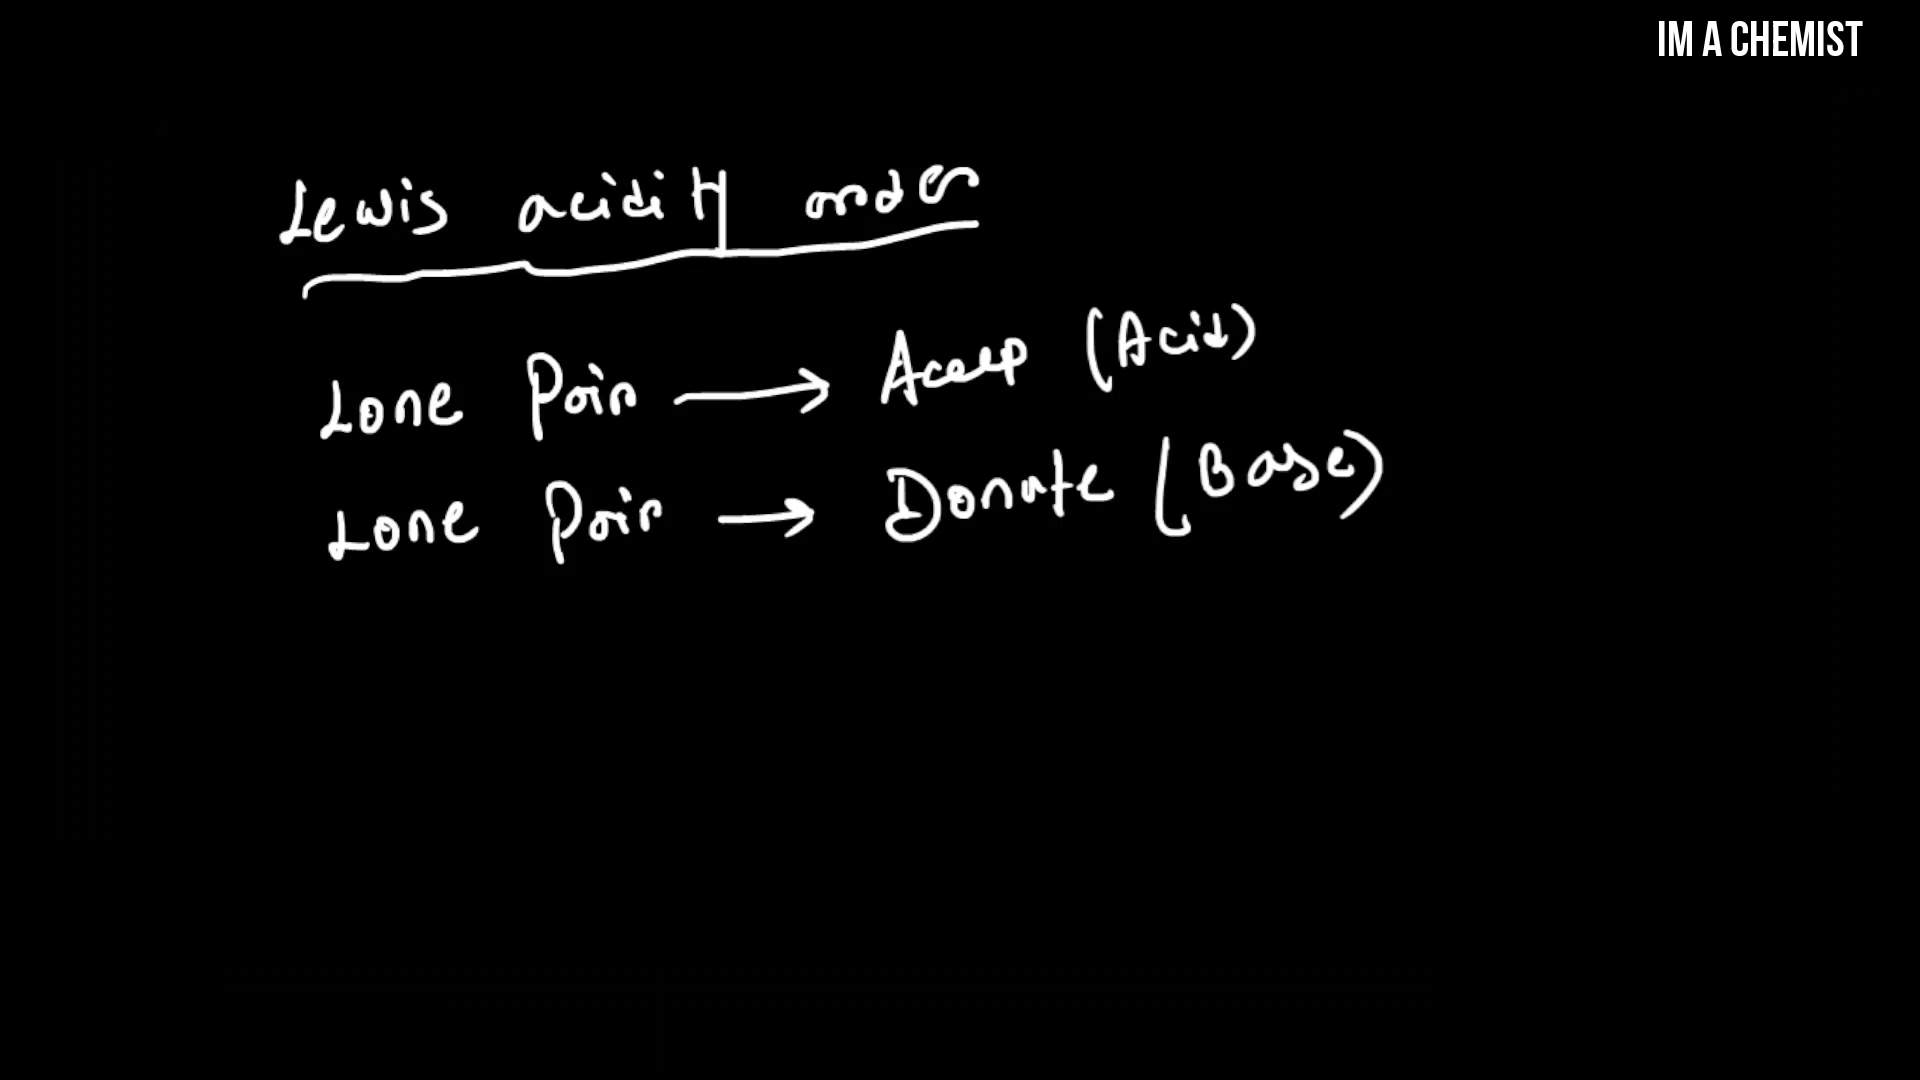 IM A CHEMIST
Lewis acidity order
Lone Pair → Accep (Acid)
Lone Pair → Donate (Base)